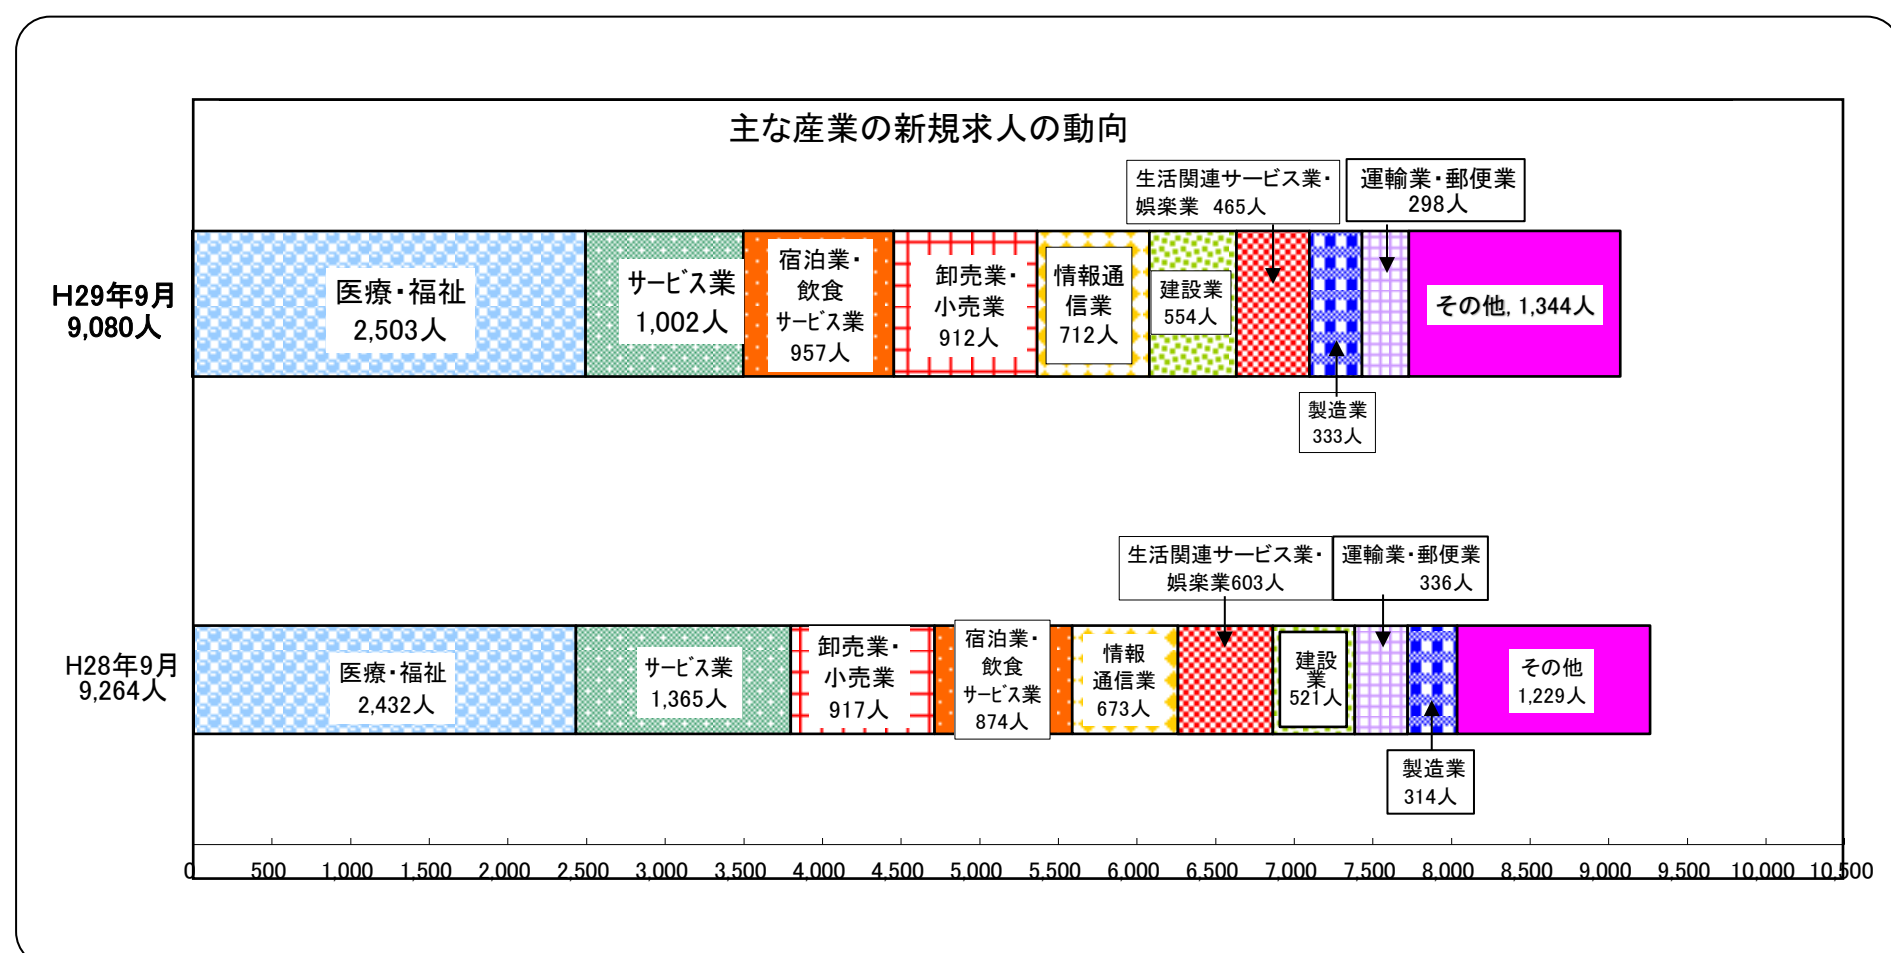 主な産業の新規求人の動向
生活関連サービス業・
娯楽業 465人
運輸業・郵便業
298人
H29年9月
9,080人
医療・福祉
2,503人
サービス業
1,002人
宿泊業・
飲食
サービス業
957人
卸売業・
小売業
912人
情報通
信業
712人
建設業
554人
その他, 1,344人
製造業
333人
生活関連サービス業・
娯楽業603人
運輸業・郵便業
336人
H28年9月
9,264人
医療・福祉
2,432人
サービス業
1,365人
卸売業・
小売業
917人
宿泊業・
飲食
サービス業
874人
情報
通信業
673人
建設
業
521人
その他
1,229人
製造業
314人
0 500 1,000 1,500 2,000 2,500 3,000 3,500 4,000 4,500 5,000 5,500 6,000 6,500 7,000 7,500 8,000 8,500 9,000 9,500 10,000 10,500